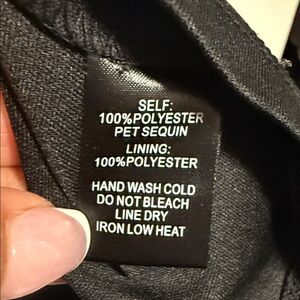 SELF:
100%POLYESTER
PET SEQUIN
LINING:
100%POLYESTER
HAND WASH COLD
DO NOT BLEACH
LINE DRY
IRON LOW HEAT